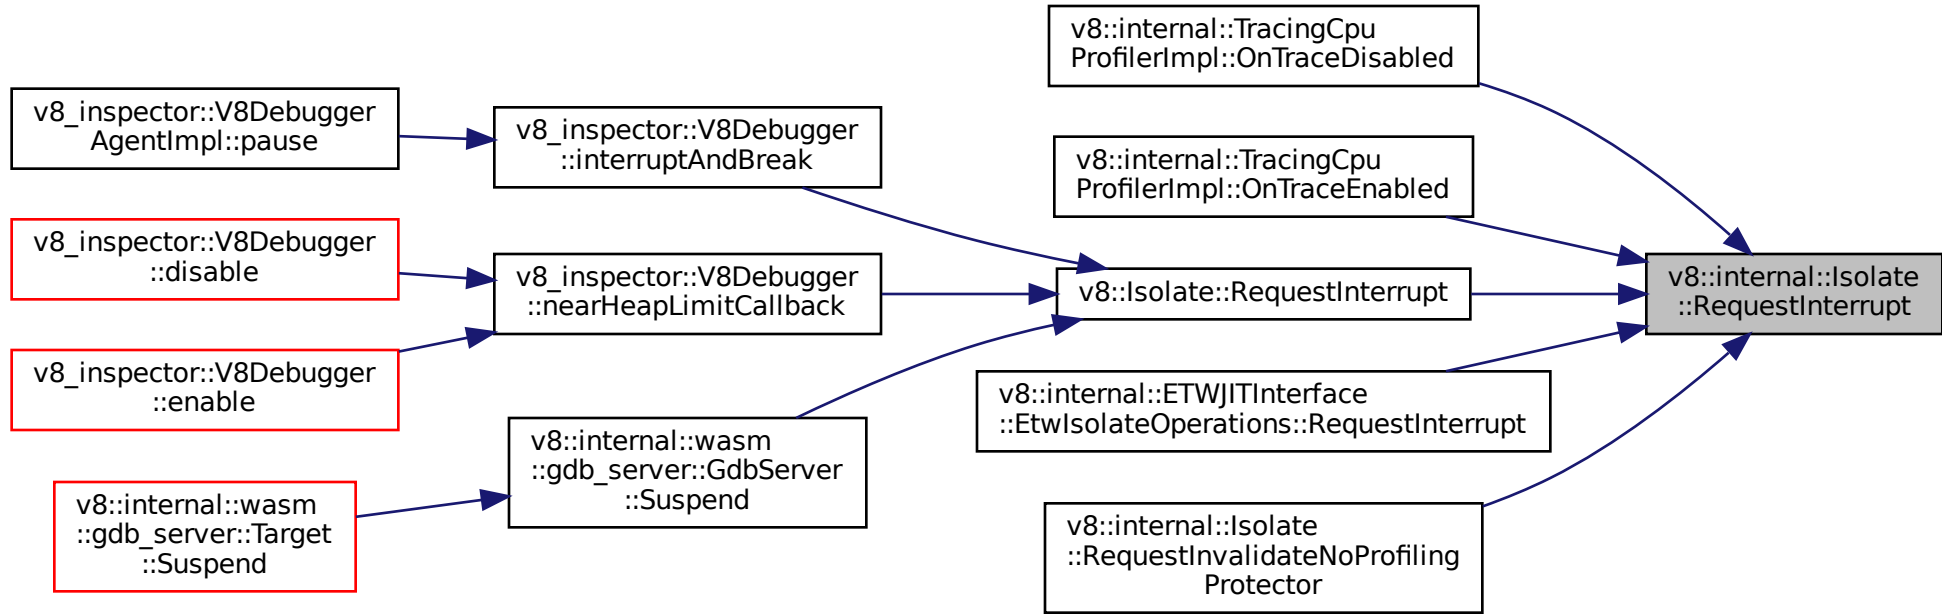 v8_inspector::V8Debugger
AgentImpl::pause
v8_inspector::V8Debugger
::disable
v8_inspector::V8Debugger
::enable
v8::internal::wasm
::gdb_server::Target
::Suspend
v8_inspector::V8Debugger
::interruptAndBreak
v8_inspector::V8Debugger
::nearHeapLimitCallback
v8::internal::wasm
::gdb_server::GdbServer
::Suspend
v8::internal::TracingCpu
ProfilerImpl::OnTraceDisabled
v8::internal::TracingCpu
ProfilerImpl::OnTraceEnabled
v8::Isolate::RequestInterrupt
v8::internal::ETWJITInterface
::EtwIsolateOperations::RequestInterrupt
v8::internal::Isolate
::RequestInvalidateNoProfiling
Protector
v8::internal::Isolate
::RequestInterrupt